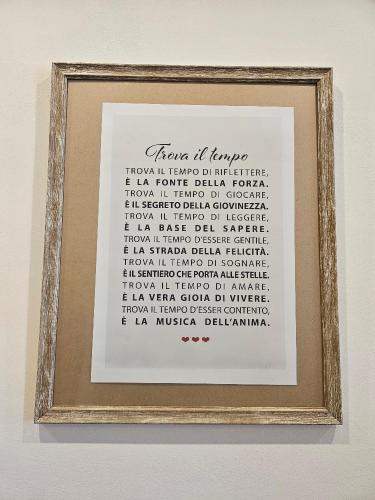 Trova il tempo
TROVA IL TEMPO DI RIFLETTERE,
È LA FONTE DELLA FORZA.
TROVA IL TEMPO DI GIOCARE,
È IL SEGRETO DELLA GIOVINEZZA.
TROVA IL TEMPO DI LEGGERE,
È LA BASE DEL SAPERE.
TROVA IL TEMPO D'ESSERE GENTILE,
È LA STRADA DELLA FELICITÀ.
TROVA IL TEMPO DI SOGNARE,
È IL SENTIERO CHE PORTA ALLE STELLE.
TROVA IL TEMPO DI AMARE,
È LA VERA GIOIA DI VIVERE.
TROVA IL TEMPO D'ESSER CONTENTO,
È LA MUSICA DELL'ANIMA.